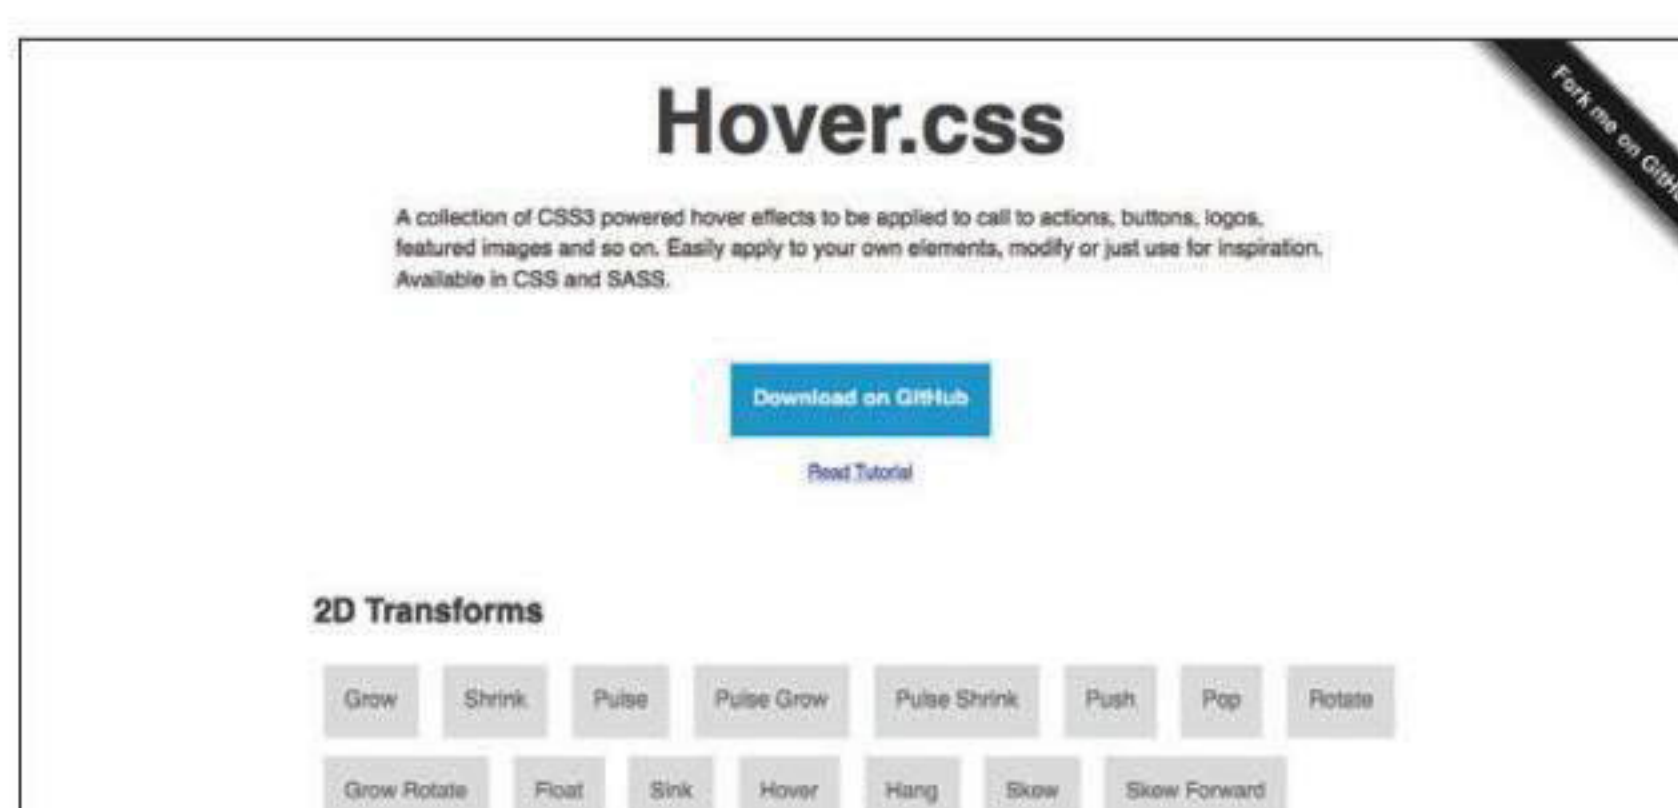 Hover.css
Fork me on GitHub
A collection of CSS3 powered hover effects to be applied to call to actions, buttons, logos,
featured images and so on. Easily apply to your own elements, modify or just use for inspiration.
Available in CSS and SASS.
Download on GitHub
Read Tutorial
2D Transforms
Grow Shrink Pulse Pulse Grow Pulse Shrink Push Pop Rotate
Grow Rotate Float Sink Hover Hang Skew Skew Forward